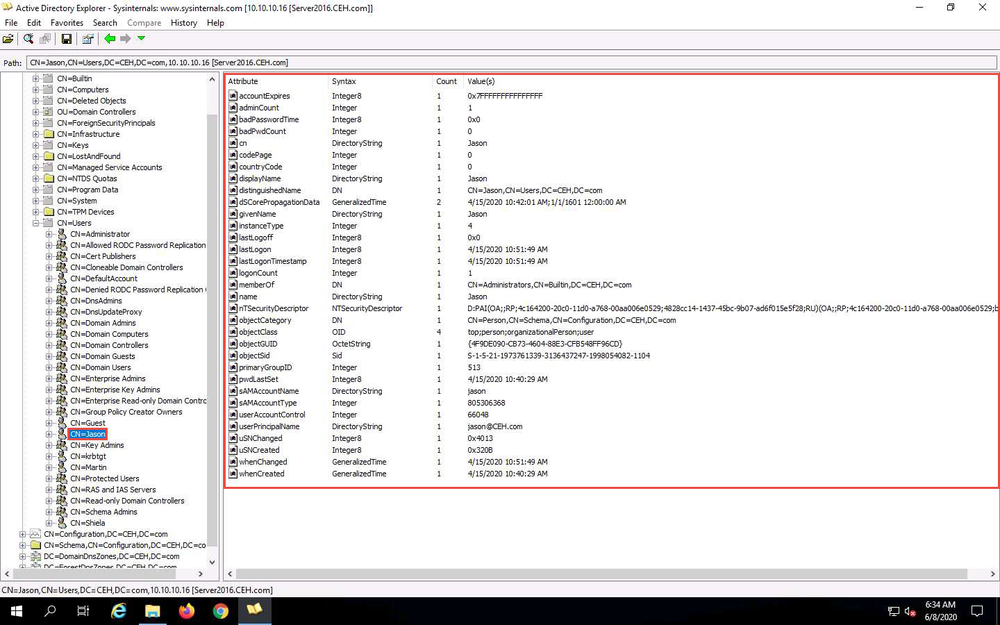 Active Directory Explorer - Sysinternals: www.sysinternals.com [10.10.10.16 [Server2016.CEH.com]]
File Edit Favorites Search Compare History Help
Path: CN=Jason,CN=Users,DC=CEH,DC=com,10.10.10.16 [Server2016.CEH.com]
CN=Builtin
CN=Computers
CN=Deleted Objects
OU=Domain Controllers
CN=ForeignSecurityPrincipals
CN=Infrastructure
CN=Keys
CN=LostAndFound
CN=Managed Service Accounts
CN=NTDS Quotas
CN=Program Data
CN=System
CN=TPM Devices
CN=Users
CN=Administrator
CN=Allowed RODC Password Replication
CN=Cert Publishers
CN=Cloneable Domain Controllers
CN=DefaultAccount
CN=Denied RODC Password Replication
CN=DnsAdmins
CN=DnsUpdateProxy
CN=Domain Admins
CN=Domain Computers
CN=Domain Controllers
CN=Domain Guests
CN=Domain Users
CN=Enterprise Admins
CN=Enterprise Key Admins
CN=Enterprise Read-only Domain Contro
CN=Group Policy Creator Owners
CN=Guest
CN=Jason
CN=Key Admins
CN=krbtgt
CN=Martin
CN=Protected Users
CN=RAS and IAS Servers
CN=Read-only Domain Controllers
CN=Schema Admins
CN=Shiela
CN=Configuration,DC=CEH,DC=com
CN=Schema,CN=Configuration,DC=CEH,DC=co
DC=DomainDnsZones,DC=CEH,DC=com
DC=ForestDnsZones,DC=CEH,DC=com
Attribute Syntax Count Value(s)
accountExpires Integer8 1 0x7FFFFFFFFFFFFFFF
adminCount Integer 1 1
badPasswordTime Integer8 1 0x0
badPwdCount Integer 1 0
cn DirectoryString 1 Jason
codePage Integer 1 0
countryCode Integer 1 0
displayName DirectoryString 1 Jason
distinguishedName DN 1 CN=Jason,CN=Users,DC=CEH,DC=com
dSCorePropagationData GeneralizedTime 2 4/15/2020 10:42:01 AM;1/1/1601 12:00:00 AM
givenName DirectoryString 1 Jason
instanceType Integer 1 4
lastLogoff Integer8 1 0x0
lastLogon Integer8 1 4/15/2020 10:51:49 AM
lastLogonTimestamp Integer8 1 4/15/2020 10:51:49 AM
logonCount Integer 1 1
memberOf DN 1 CN=Administrators,CN=Builtin,DC=CEH,DC=com
name DirectoryString 1 Jason
nTSecurityDescriptor NTSecurityDescriptor 1 D:PAI(OA;;RP;4c164200-20c0-11d0-a768-00aa006e0529;4828cc14-1437-45bc-9b07-ad6f015e5f28;RU)(OA;;RP;4c164200-20c0-11d0-a768-00aa006e0529;b
objectCategory DN 1 CN=Person,CN=Schema,CN=Configuration,DC=CEH,DC=com
objectClass OID 4 top;person;organizationalPerson;user
objectGUID OctetString 1 {4F9DE090-CB73-4604-88E3-CFB548FF96CD}
objectSid Sid 1 S-1-5-21-1973761339-3136437247-1998054082-1104
primaryGroupID Integer 1 513
pwdLastSet Integer8 1 4/15/2020 10:40:29 AM
sAMAccountName DirectoryString 1 jason
sAMAccountType Integer 1 805306368
userAccountControl Integer 1 66048
userPrincipalName DirectoryString 1 jason@CEH.com
uSNChanged Integer8 1 0x4013
uSNCreated Integer8 1 0x320B
whenChanged GeneralizedTime 1 4/15/2020 10:51:49 AM
whenCreated GeneralizedTime 1 4/15/2020 10:40:29 AM
CN=Jason,CN=Users,DC=CEH,DC=com,10.10.10.16 [Server2016.CEH.com]
6:34 AM
6/8/2020